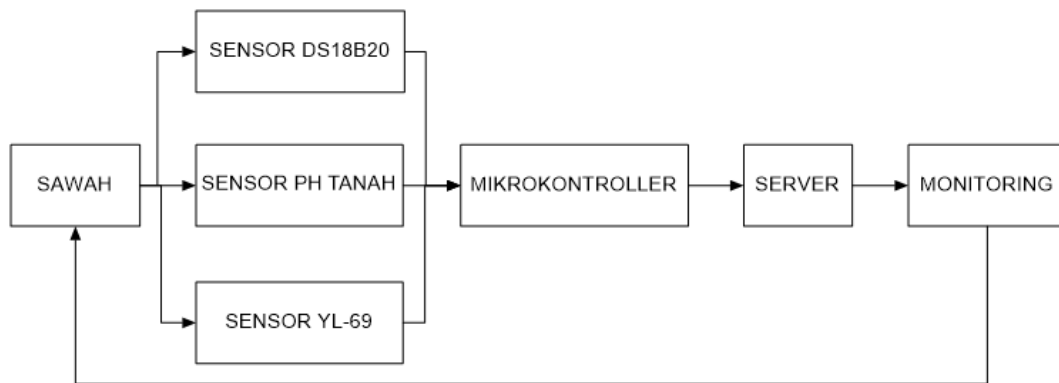 SENSOR DS18B20
SAWAH
SENSOR PH TANAH
MIKROKONTROLLER
SERVER
MONITORING
SENSOR YL-69